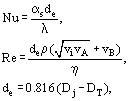 Nu = α_s d_e / λ ,
Re = d_e ρ (√(v_i v_A) + v_B) / η
d_e = 0.816 (D_j − D_T),